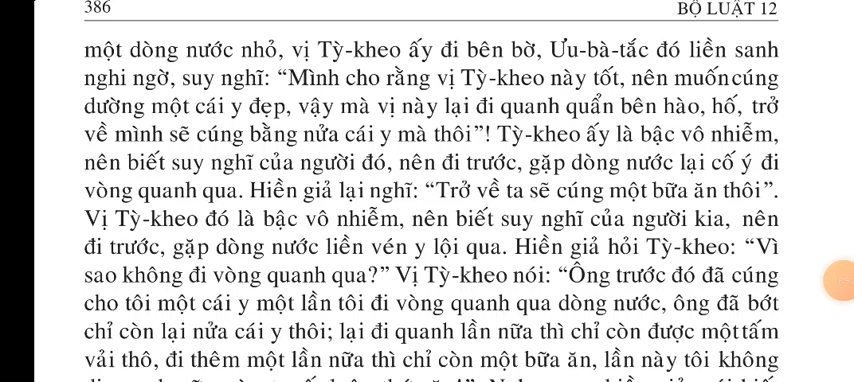 386
BỘ LUẬT 12
một dòng nước nhỏ, vị Tỳ-kheo ấy đi bên bờ, Ưu-bà-tắc đó liền sanh
nghi ngờ, suy nghĩ: “Mình cho rằng vị Tỳ-kheo này tốt, nên muốncúng
dường một cái y đẹp, vậy mà vị này lại đi quanh quẩn bên hào, hố, trở
về mình sẽ cúng bằng nửa cái y mà thôi”! Tỳ-kheo ấy là bậc vô nhiễm,
nên biết suy nghĩ của người đó, nên đi trước, gặp dòng nước lại cố ý đi
vòng quanh qua. Hiền giả lại nghĩ: “Trở về ta sẽ cúng một bữa ăn thôi”.
Vị Tỳ-kheo đó là bậc vô nhiễm, nên biết suy nghĩ của người kia, nên
đi trước, gặp dòng nước liền vén y lội qua. Hiền giả hỏi Tỳ-kheo: “Vì
sao không đi vòng quanh qua?” Vị Tỳ-kheo nói: “Ông trước đó đã cúng
cho tôi một cái y một lần tôi đi vòng quanh qua dòng nước, ông đã bớt
chỉ còn lại nửa cái y thôi; lại đi quanh lần nữa thì chỉ còn được mộttấm
vải thô, đi thêm một lần nữa thì chỉ còn một bữa ăn, lần này tôi không